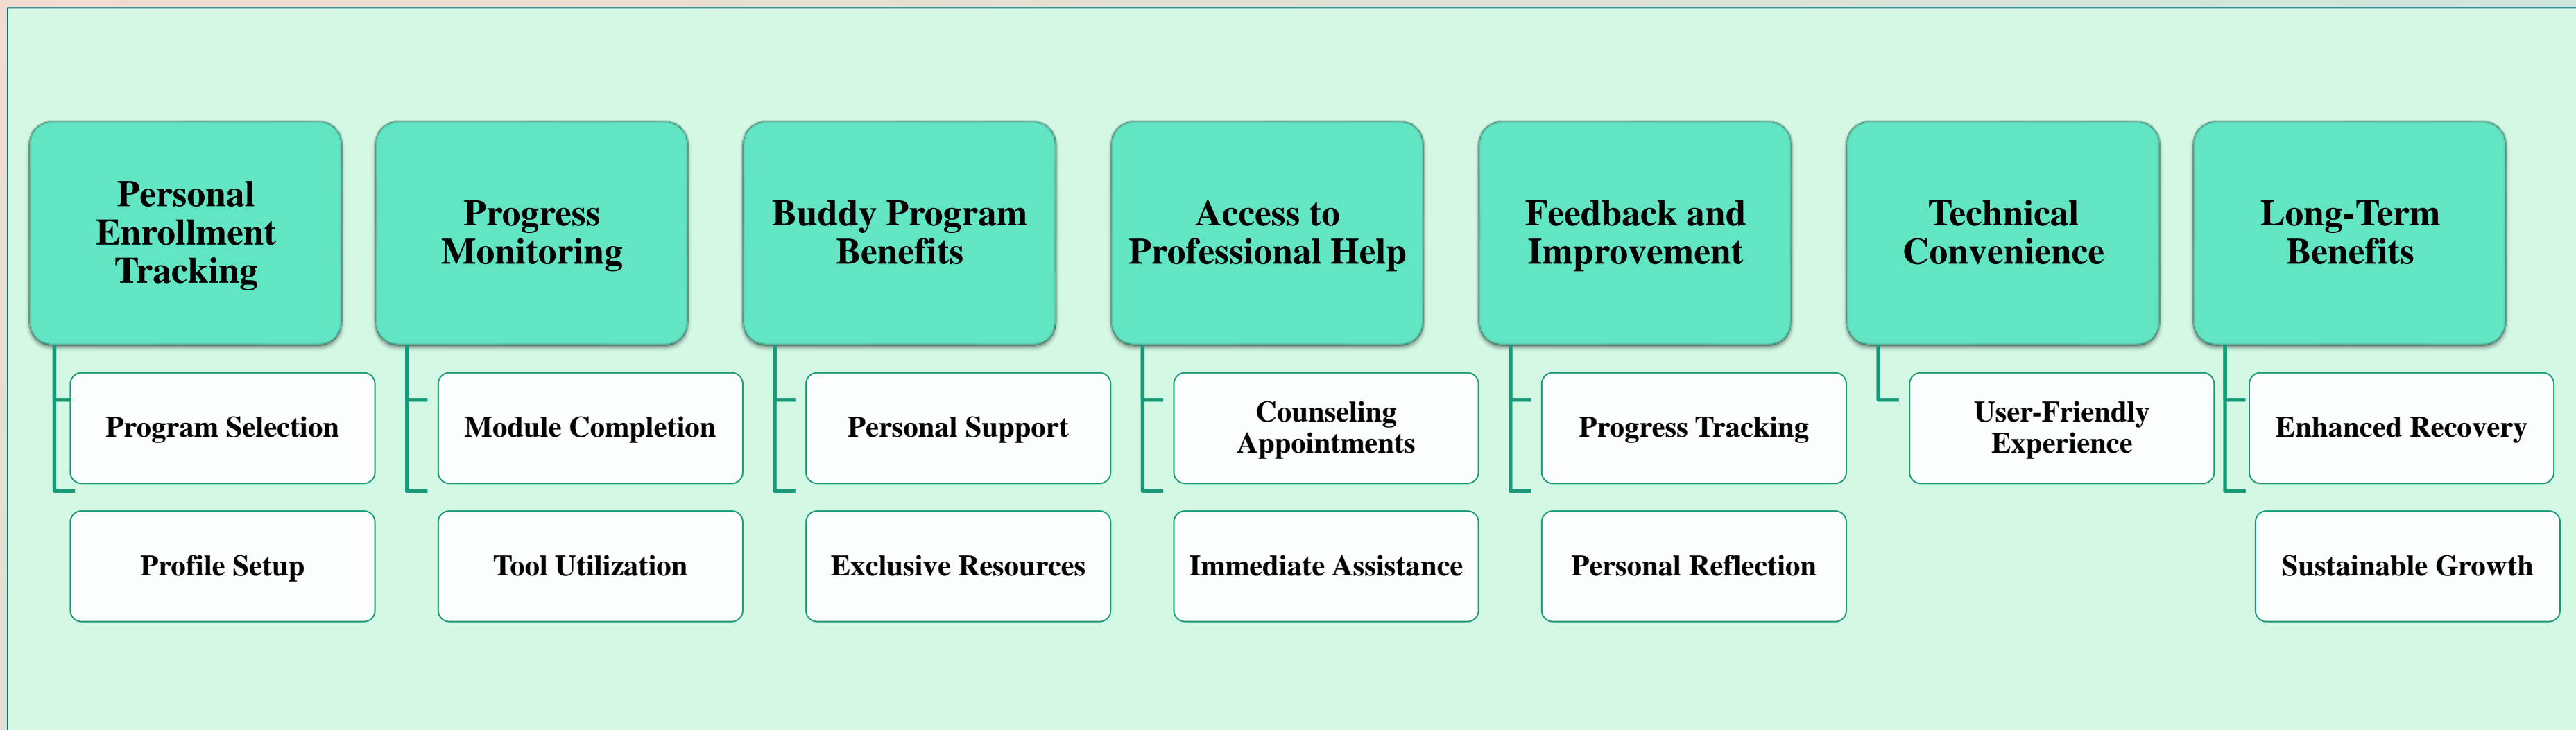 Personal
Enrollment
Tracking
Program Selection
Profile Setup
Progress
Monitoring
Module Completion
Tool Utilization
Buddy Program
Benefits
Personal Support
Exclusive Resources
Access to
Professional Help
Counseling
Appointments
Immediate Assistance
Feedback and
Improvement
Progress Tracking
Personal Reflection
Technical
Convenience
User-Friendly
Experience
Long-Term
Benefits
Enhanced Recovery
Sustainable Growth